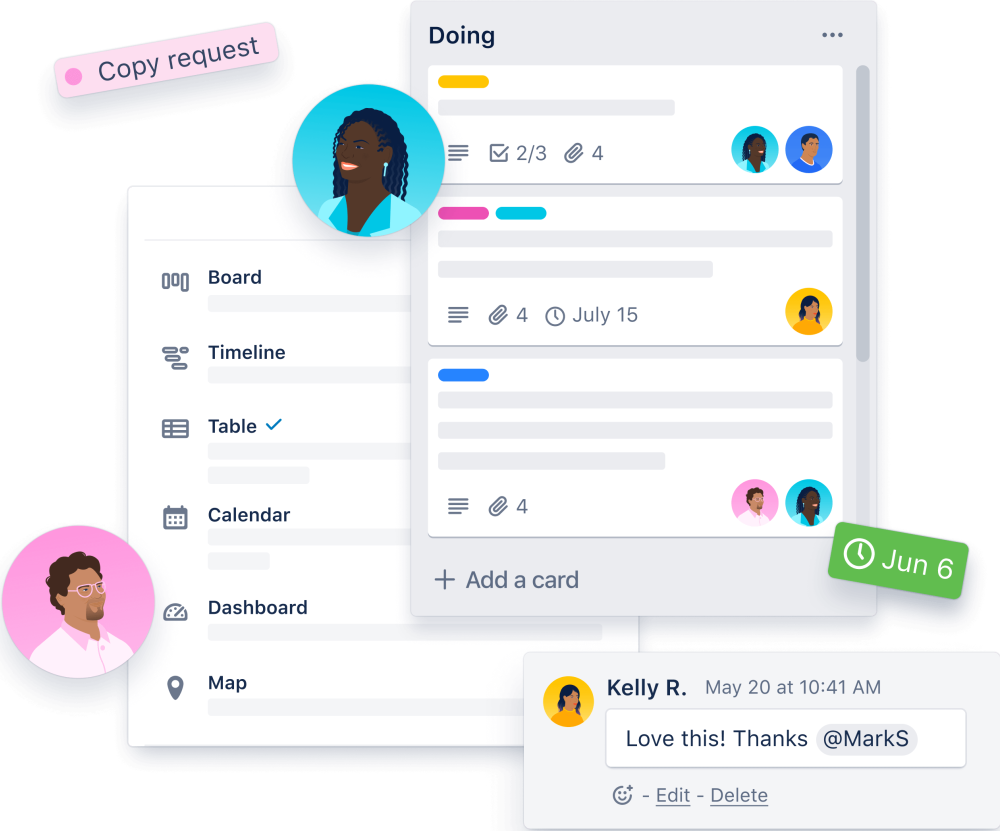 Copy request
Doing
2/3 4
4 July 15
4
Add a card
Jun 6
Board
Timeline
Table
Calendar
Dashboard
Map
Kelly R. May 20 at 10:41 AM
Love this! Thanks @MarkS
- Edit - Delete